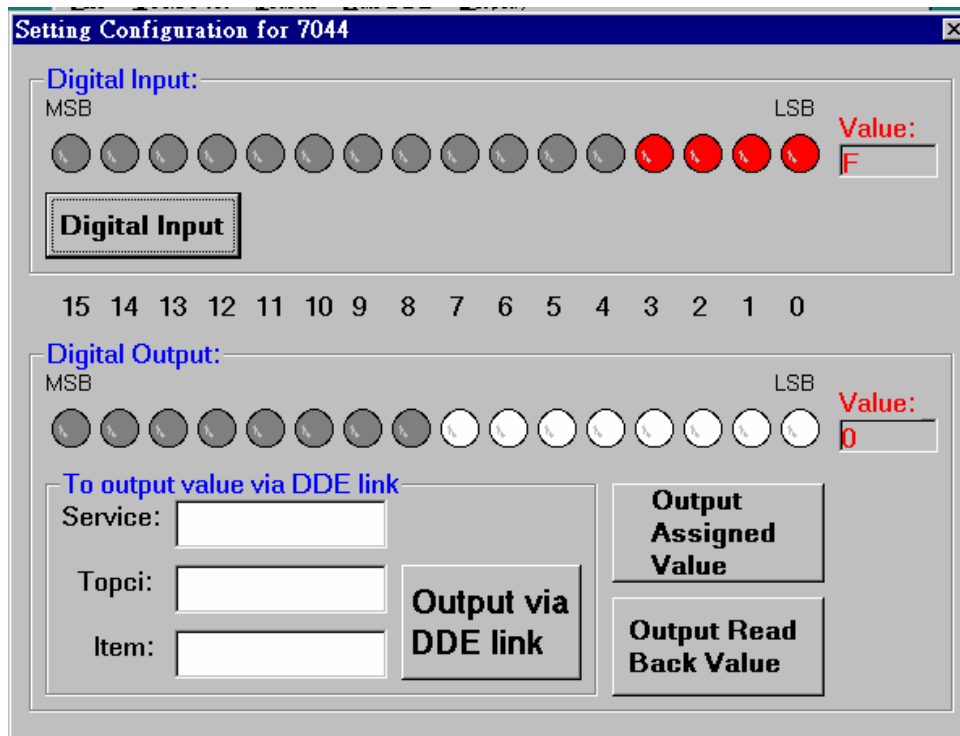 Setting Configuration for 7044
Digital Input:
MSB LSB
Value:
F
Digital Input
15 14 13 12 11 10 9 8 7 6 5 4 3 2 1 0
Digital Output:
MSB LSB
Value:
0
To output value via DDE link
Service:
Topci:
Item:
Output via
DDE link
Output
Assigned
Value
Output Read
Back Value